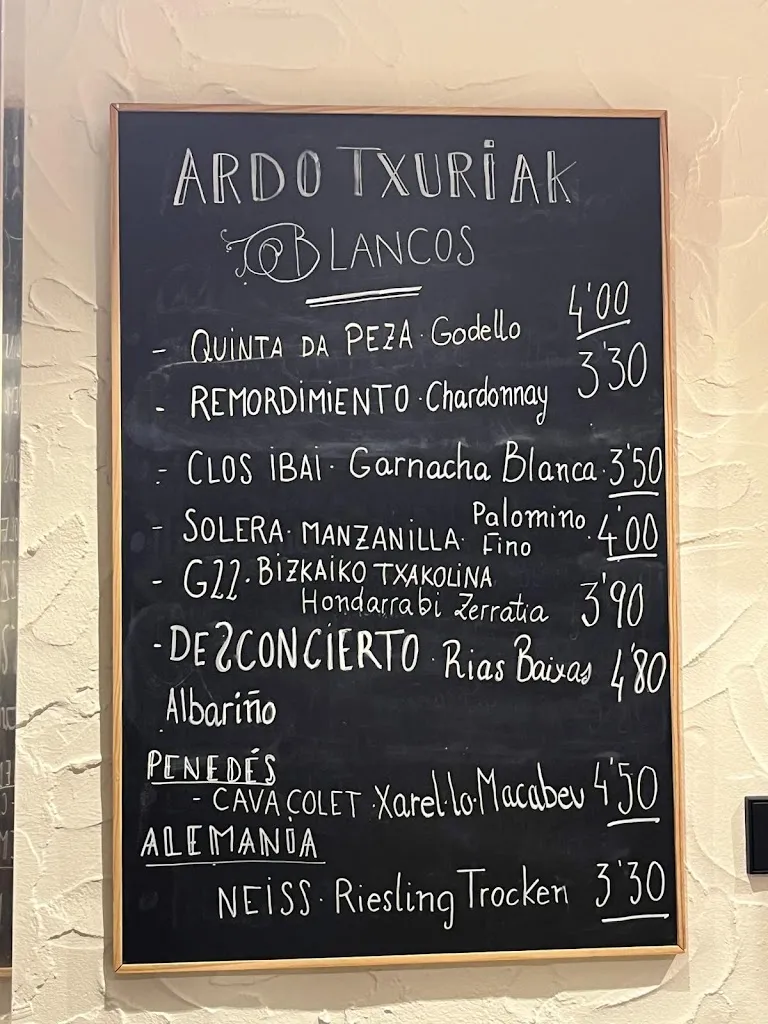 ARDO TXURIAK
BLANCOS
- QUINTA DA PEZA · Godello 4'00
- REMORDIMIENTO · Chardonnay 3'30
- CLOS IBAI · Garnacha Blanca · 3'50
- SOLERA · MANZANILLA · Palomino Fino · 4'00
- G22 · BIZKAIKO TXAKOLINA
Hondarrabi Zerratia 3'90
- DESCONCIERTO · Rias Baixas 4'80
Albariño
PENEDÉS
- CAVA COLET · Xarel·lo · Macabeu 4'50
ALEMANIA
NEISS · Riesling Trocken 3'30